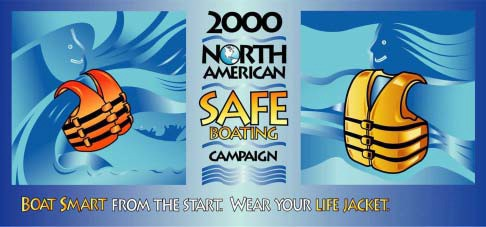 2000
NORTH
AMERICAN
SAFE
BOATING
CAMPAIGN
BOAT SMART FROM THE START. WEAR YOUR LIFE JACKET.